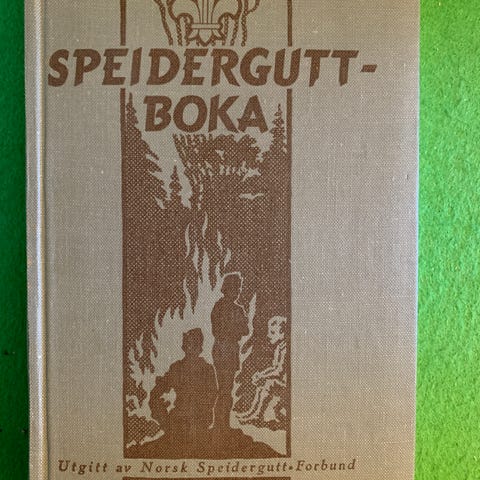 SPEIDERGUTT-
BOKA
Utgitt av Norsk Speidergutt-Forbund